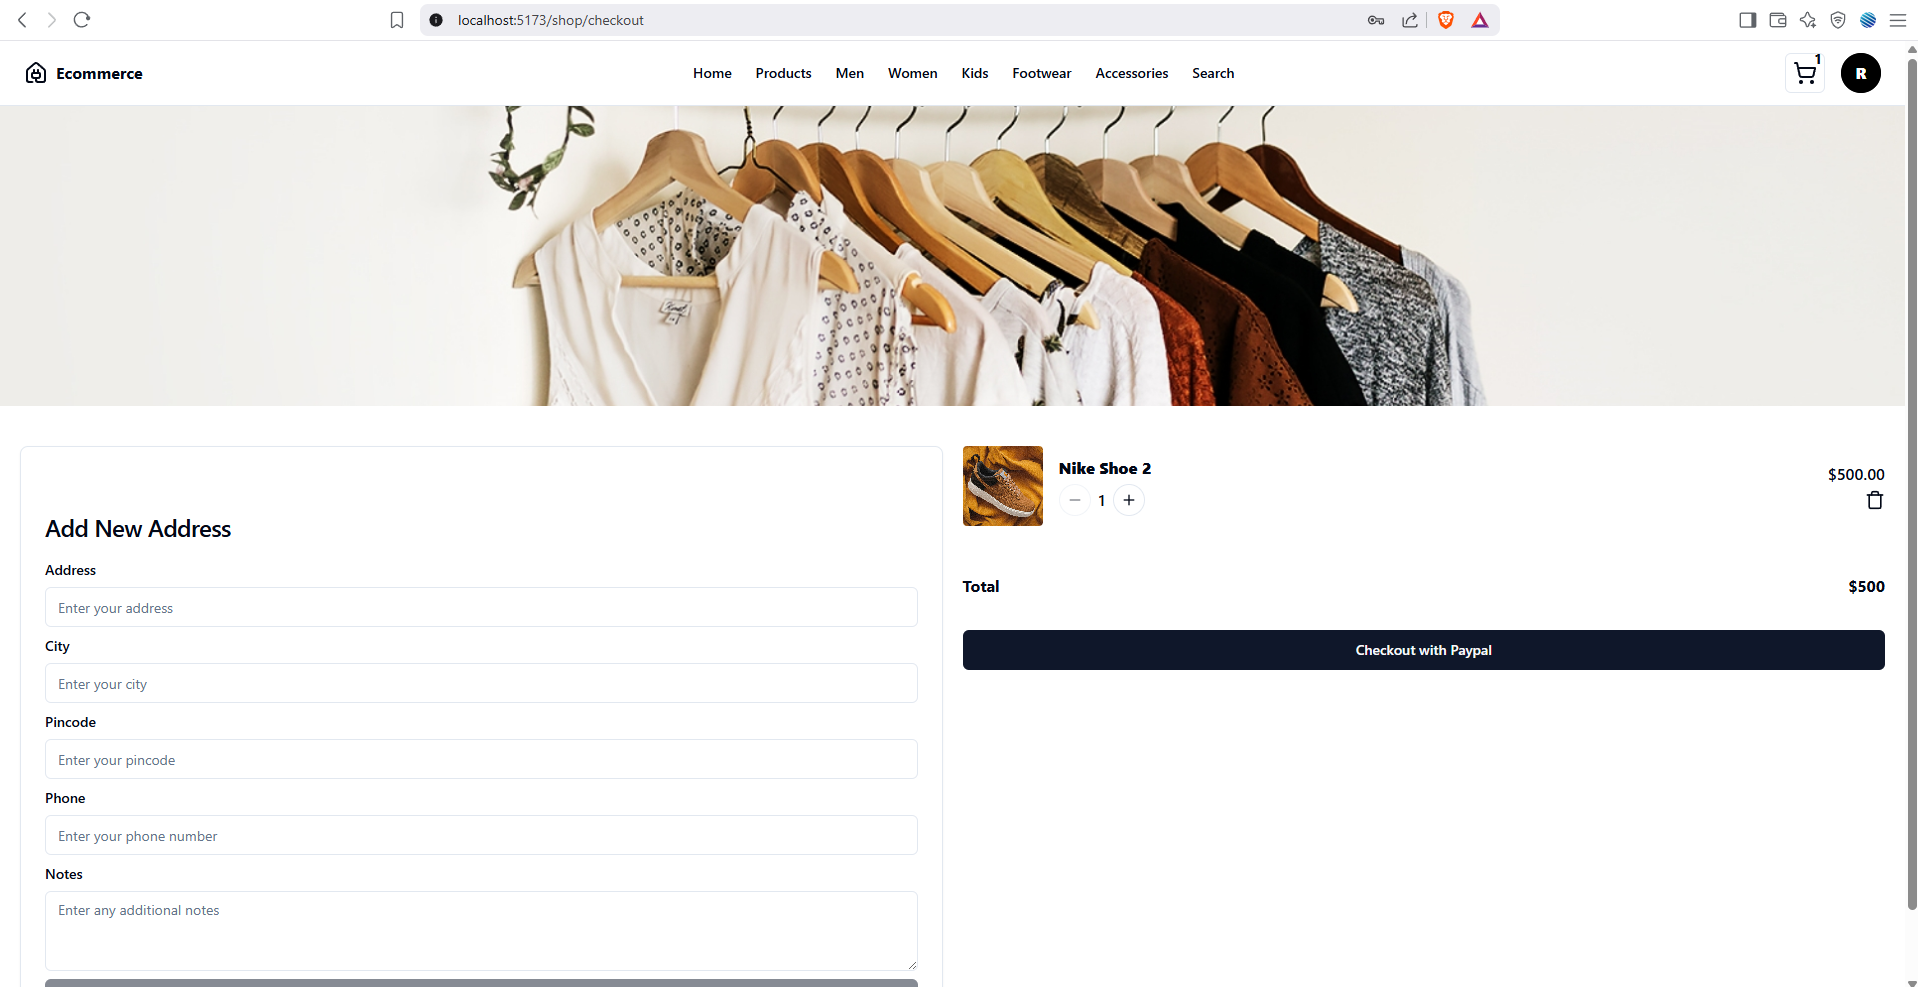 localhost:5173/shop/checkout
Ecommerce
Home Products Men Women Kids Footwear Accessories Search
1
R
Add New Address
Address
Enter your address
City
Enter your city
Pincode
Enter your pincode
Phone
Enter your phone number
Notes
Enter any additional notes
Nike Shoe 2
1
$500.00
Total $500
Checkout with Paypal